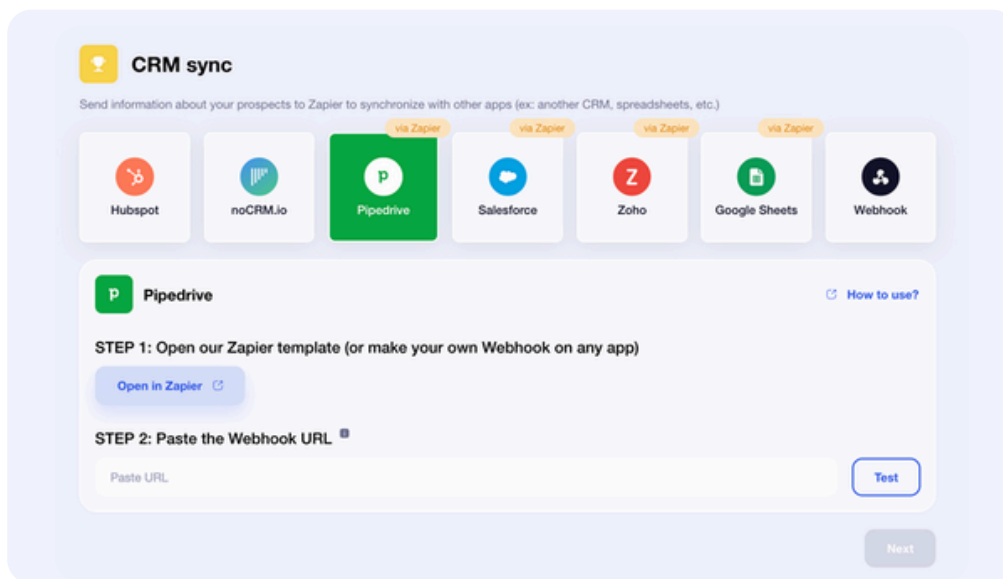 CRM sync
Send information about your prospects to Zapier to synchronize with other apps (ex: another CRM, spreadsheets, etc.)
via Zapier via Zapier via Zapier via Zapier
Hubspot noCRM.io Pipedrive Salesforce Zoho Google Sheets Webhook
Pipedrive How to use?
STEP 1: Open our Zapier template (or make your own Webhook on any app)
Open in Zapier
STEP 2: Paste the Webhook URL
Paste URL Test
Next